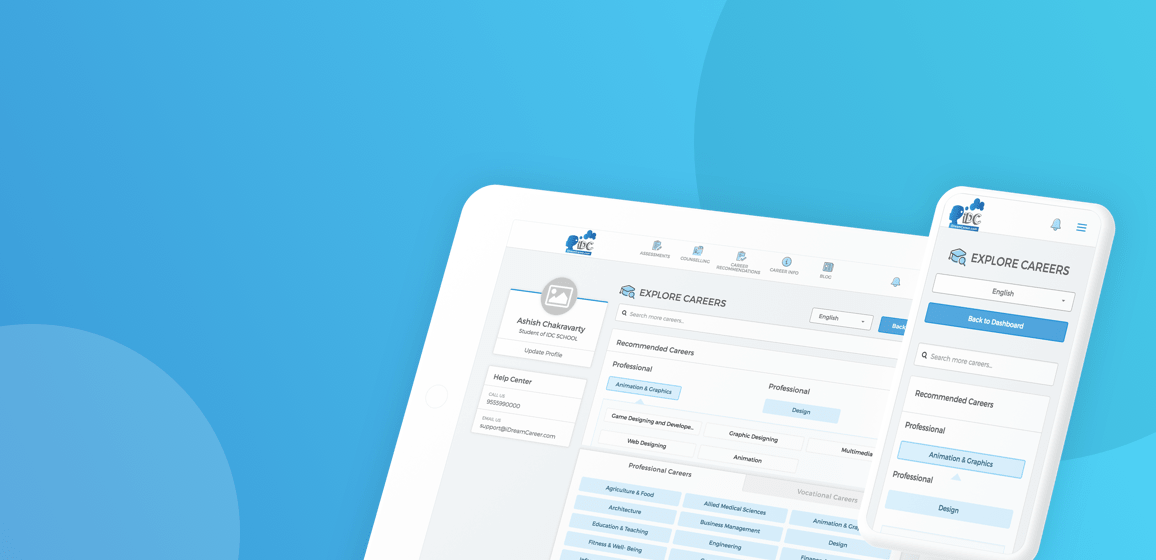 iDC
ASSESSMENTS
COUNSELLING
CAREER
RECOMMENDATIONS
CAREER INFO
BLOG
Ashish Chakravarty
Student of iDC SCHOOL
Update Profile
Help Center
CALL US
9555990000
EMAIL US
support@iDreamCareer.com
EXPLORE CAREERS
English
Back
Search more careers...
Recommended Careers
Professional
Animation & Graphics
Professional
Design
Game Designing and Develope...
Graphic Designing
Multimedia
Web Designing
Animation
Professional Careers
Vocational Careers
Agriculture & Food
Allied Medical Sciences
Animation & Gra
Architecture
Business Management
Design
Education & Teaching
Engineering
Fitness & Well- Being
iDC
EXPLORE CAREERS
English
Back to Dashboard
Search more careers...
Recommended Careers
Professional
Animation & Graphics
Professional
Design